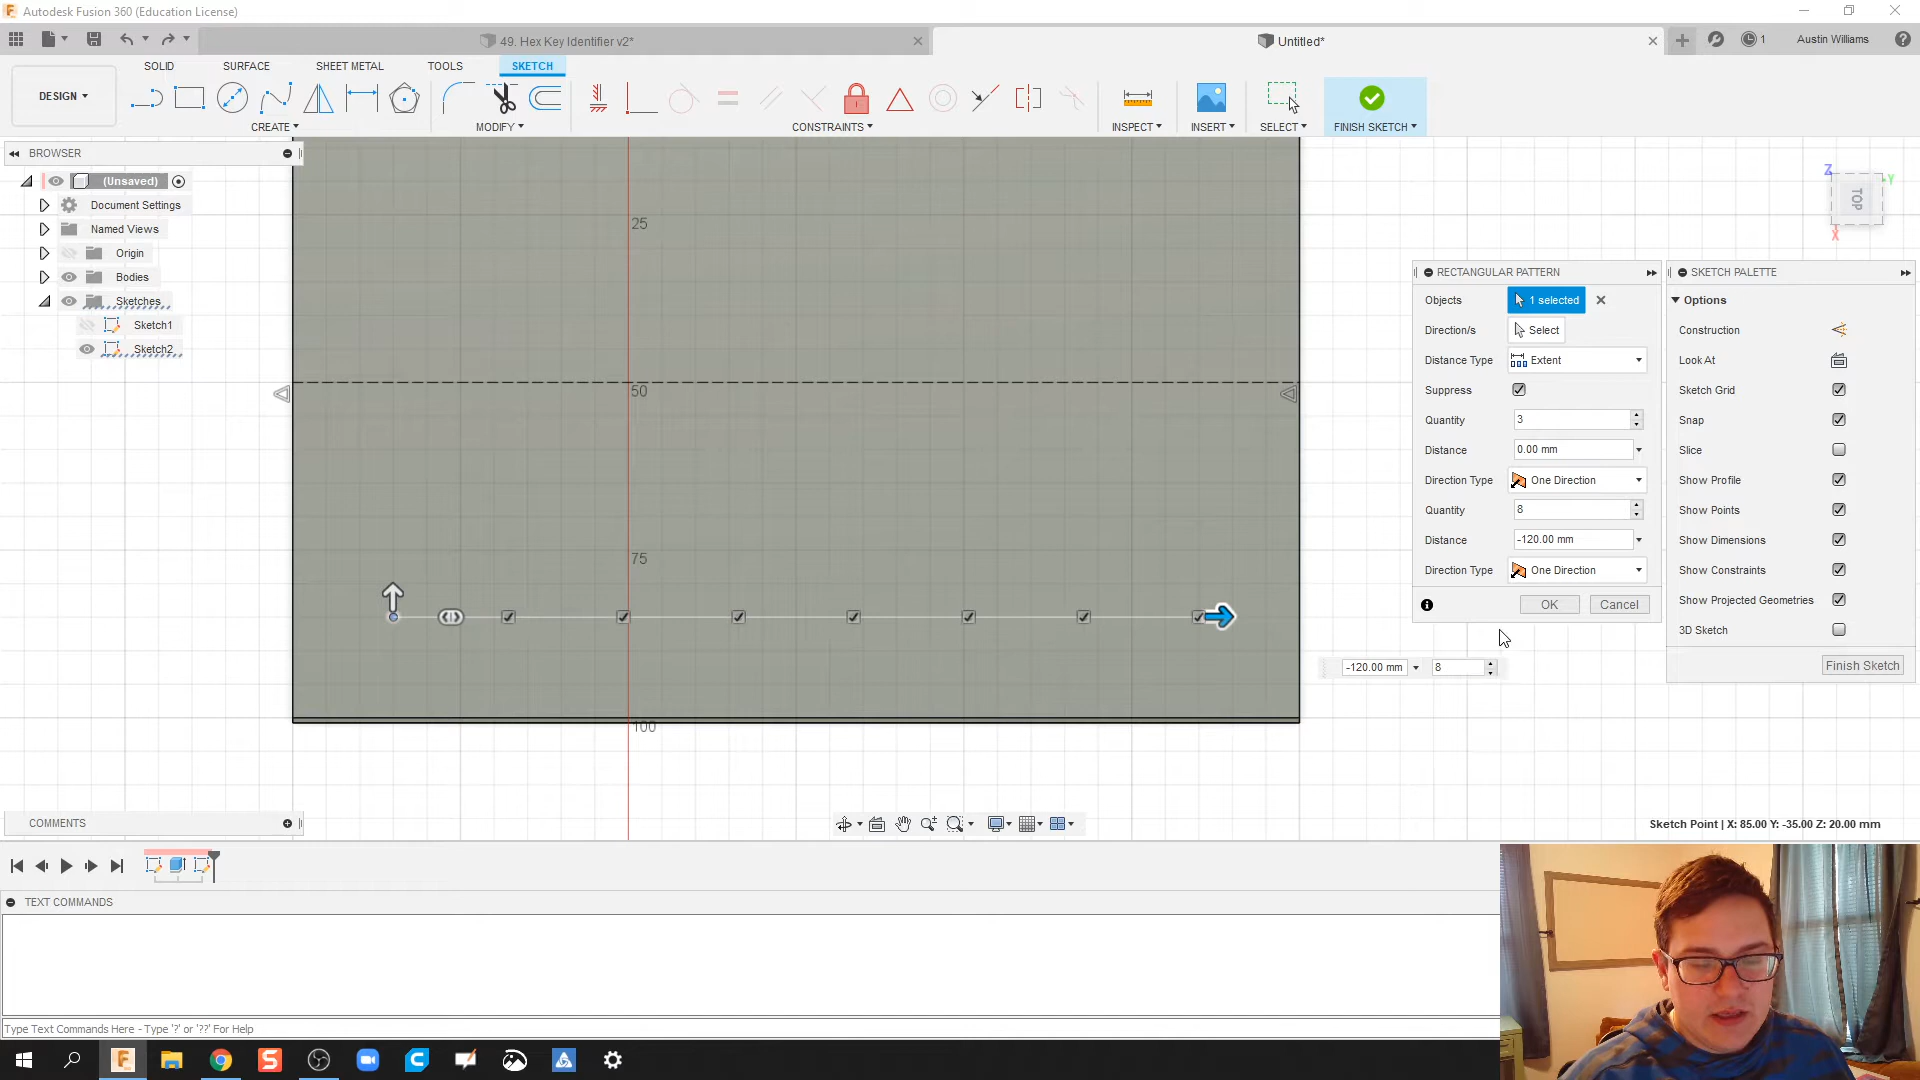 Autodesk Fusion 360 (Education License)
49. Hex Key Identifier v2*
Untitled*
1
Austin Williams
DESIGN
SOLID
SURFACE
SHEET METAL
TOOLS
SKETCH
CREATE
MODIFY
CONSTRAINTS
INSPECT
INSERT
SELECT
FINISH SKETCH
BROWSER
(Unsaved)
Document Settings
Named Views
Origin
Bodies
Sketches
Sketch1
Sketch2
25
50
75
100
Z
Y
TOP
X
RECTANGULAR PATTERN
Objects 1 selected
Direction/s Select
Distance Type Extent
Suppress
Quantity 3
Distance 0.00 mm
Direction Type One Direction
Quantity 8
Distance -120.00 mm
Direction Type One Direction
OK Cancel
-120.00 mm 8
SKETCH PALETTE
Options
Construction
Look At
Sketch Grid
Snap
Slice
Show Profile
Show Points
Show Dimensions
Show Constraints
Show Projected Geometries
3D Sketch
Finish Sketch
COMMENTS
Sketch Point | X: 85.00 Y: -35.00 Z: 20.00 mm
TEXT COMMANDS
Type Text Commands Here - Type '?' or '??' For Help